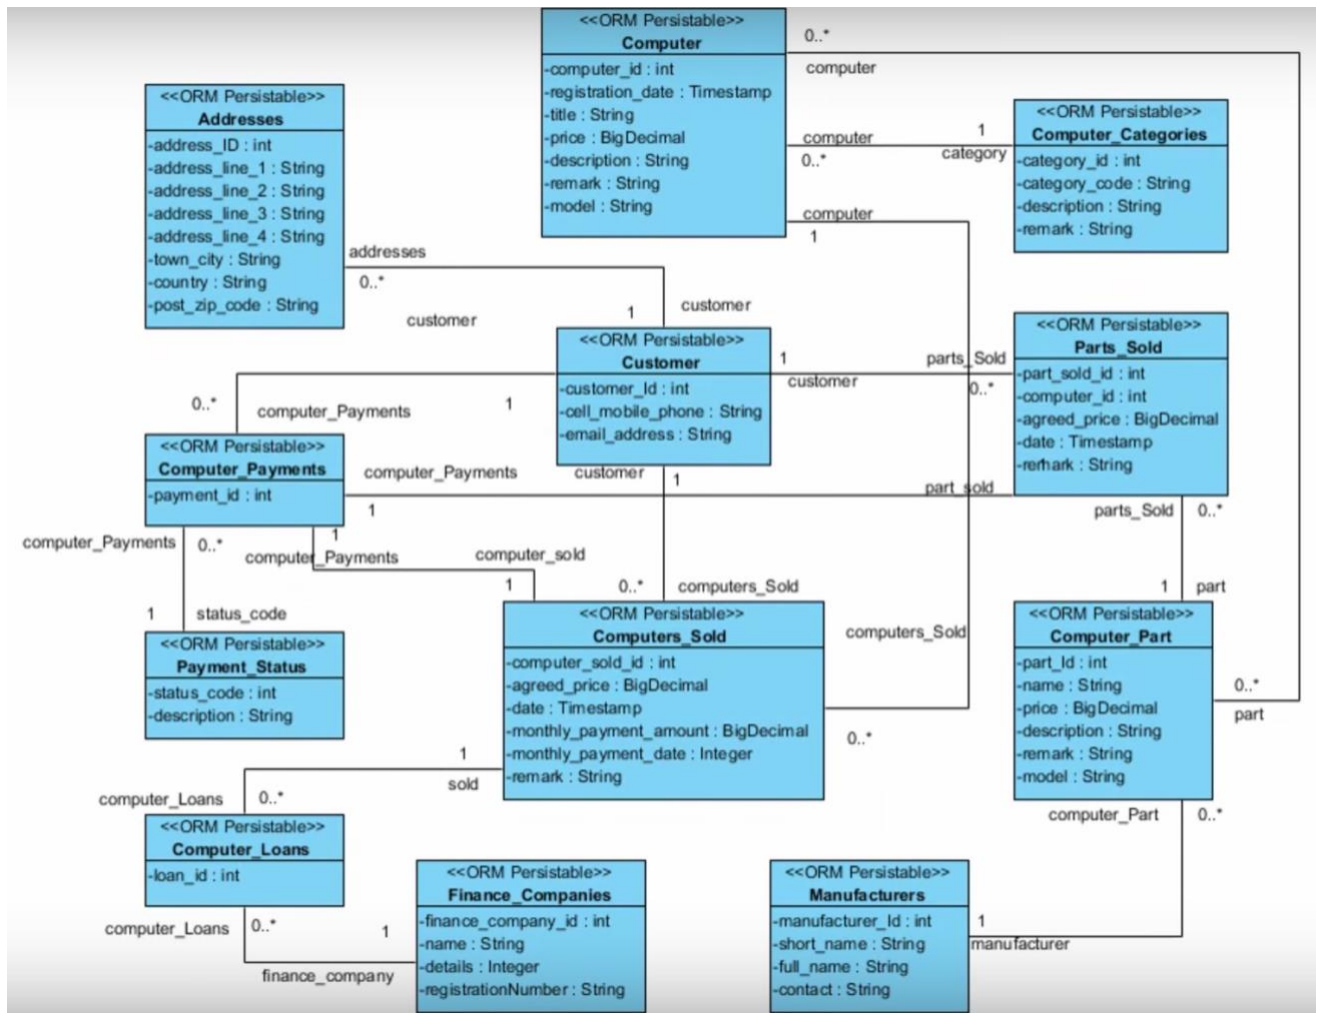 <<ORM Persistable>>
Computer
-computer_id : int
-registration_date : Timestamp
-title : String
-price : BigDecimal
-description : String
-remark : String
-model : String
0..*
computer
computer
0..*
1
category
computer
1
<<ORM Persistable>>
Computer_Categories
-category_id : int
-category_code : String
-description : String
-remark : String
<<ORM Persistable>>
Addresses
-address_ID : int
-address_line_1 : String
-address_line_2 : String
-address_line_3 : String
-address_line_4 : String
-town_city : String
-country : String
-post_zip_code : String
addresses
0..*
1
customer
customer
<<ORM Persistable>>
Customer
-customer_Id : int
-cell_mobile_phone : String
-email_address : String
1
customer
parts_Sold
0..*
<<ORM Persistable>>
Parts_Sold
-part_sold_id : int
-computer_id : int
-agreed_price : BigDecimal
-date : Timestamp
-remark : String
0..*
computer_Payments
1
<<ORM Persistable>>
Computer_Payments
-payment_id : int
computer_Payments
1
part_sold
customer
1
parts_Sold
0..*
computer_Payments
0..*
1
computer_Payments
computer_sold
1
0..*
computers_Sold
1
part
1
status_code
<<ORM Persistable>>
Payment_Status
-status_code : int
-description : String
<<ORM Persistable>>
Computers_Sold
-computer_sold_id : int
-agreed_price : BigDecimal
-date : Timestamp
-monthly_payment_amount : BigDecimal
-monthly_payment_date : Integer
-remark : String
computers_Sold
0..*
<<ORM Persistable>>
Computer_Part
-part_Id : int
-name : String
-price : BigDecimal
-description : String
-remark : String
-model : String
0..*
part
1
sold
computer_Loans
0..*
<<ORM Persistable>>
Computer_Loans
-loan_id : int
computer_Loans
0..*
1
finance_company
<<ORM Persistable>>
Finance_Companies
-finance_company_id : int
-name : String
-details : Integer
-registrationNumber : String
<<ORM Persistable>>
Manufacturers
-manufacturer_Id : int
-short_name : String
-full_name : String
-contact : String
computer_Part
0..*
1
manufacturer